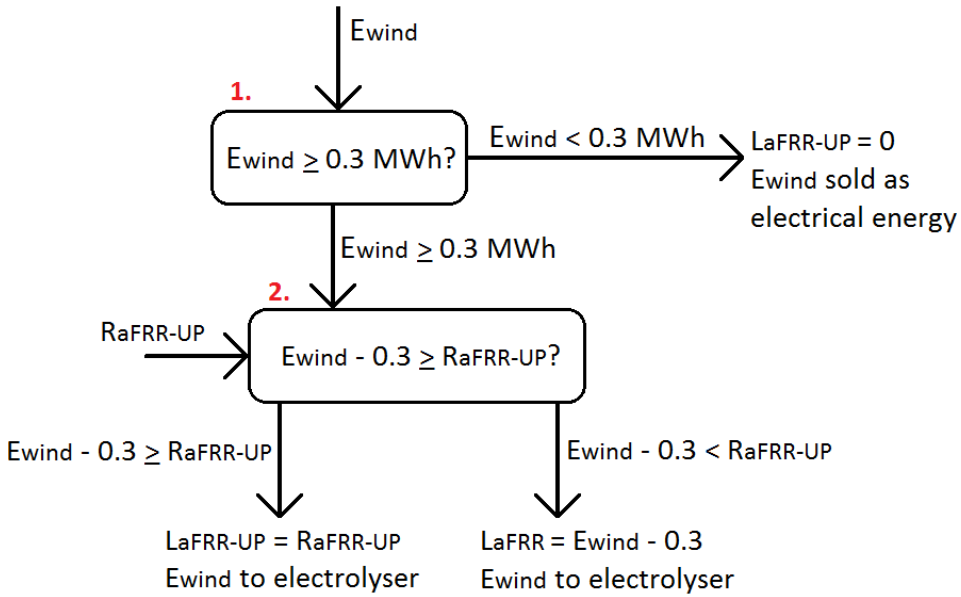 Ewind
1.
Ewind ≥ 0.3 MWh?
Ewind < 0.3 MWh
LaFRR-UP = 0
Ewind sold as
electrical energy
Ewind ≥ 0.3 MWh
2.
RaFRR-UP
Ewind - 0.3 ≥ RaFRR-UP?
Ewind - 0.3 ≥ RaFRR-UP
Ewind - 0.3 < RaFRR-UP
LaFRR-UP = RaFRR-UP
Ewind to electrolyser
LaFRR = Ewind - 0.3
Ewind to electrolyser